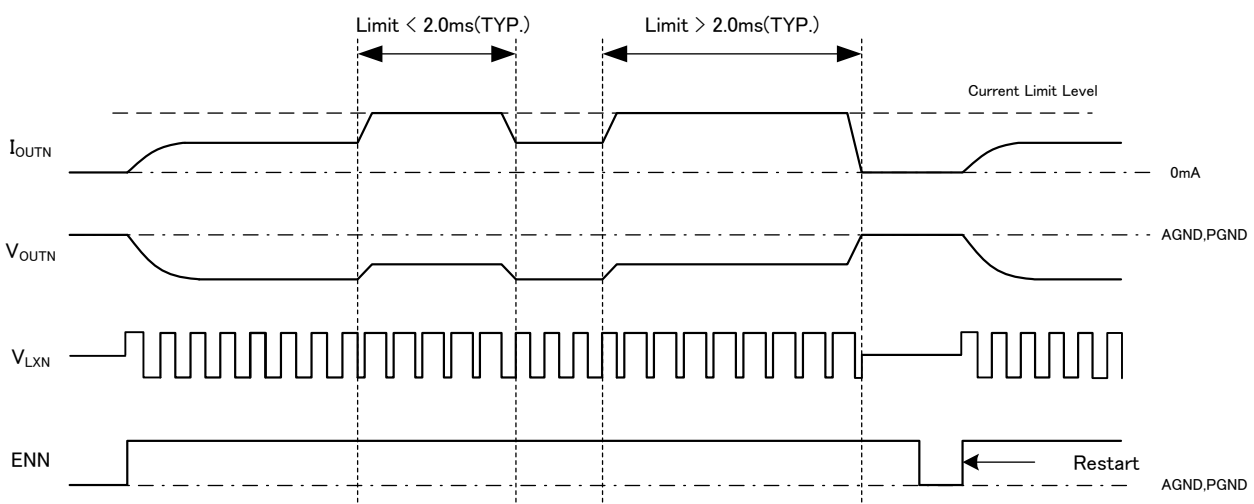 Limit < 2.0ms(TYP.)
Limit > 2.0ms(TYP.)
Current Limit Level
IOUTN
0mA
AGND,PGND
VOUTN
VLXN
ENN
Restart
AGND,PGND